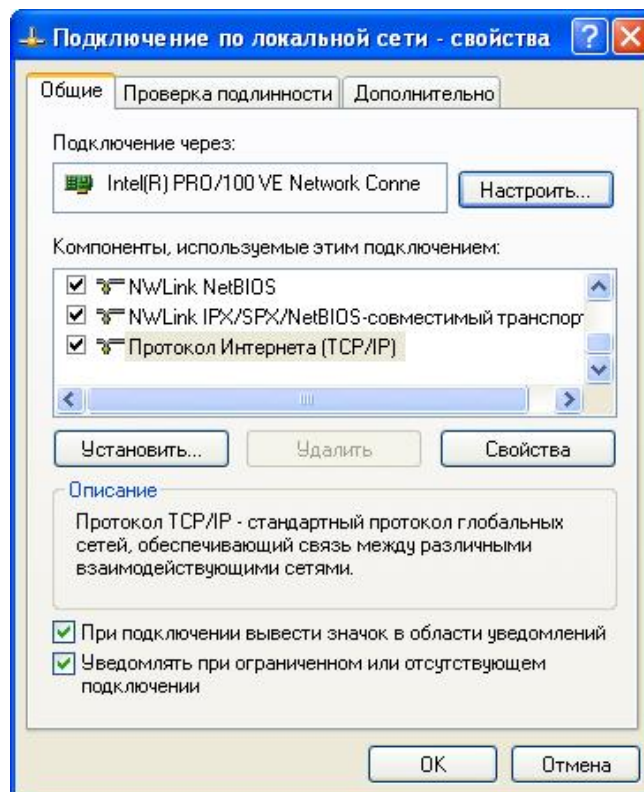 Подключение по локальной сети - свойства
Общие Проверка подлинности Дополнительно
Подключение через:
Intel(R) PRO/100 VE Network Conne Настроить...
Компоненты, используемые этим подключением:
NWLink NetBIOS
NWLink IPX/SPX/NetBIOS-совместимый транспорт
Протокол Интернета (TCP/IP)
Установить... Удалить Свойства
Описание
Протокол TCP/IP - стандартный протокол глобальных
сетей, обеспечивающий связь между различными
взаимодействующими сетями.
При подключении вывести значок в области уведомлений
Уведомлять при ограниченном или отсутствующем
подключении
OK Отмена